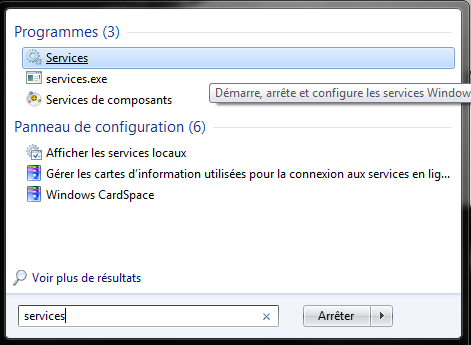 Programmes (3)
Services
services.exe
Démarre, arrête et configure les services Window
Services de composants
Panneau de configuration (6)
Afficher les services locaux
Gérer les cartes d'information utilisées pour la connexion aux services en lig...
Windows CardSpace
Voir plus de résultats
services
Arrêter